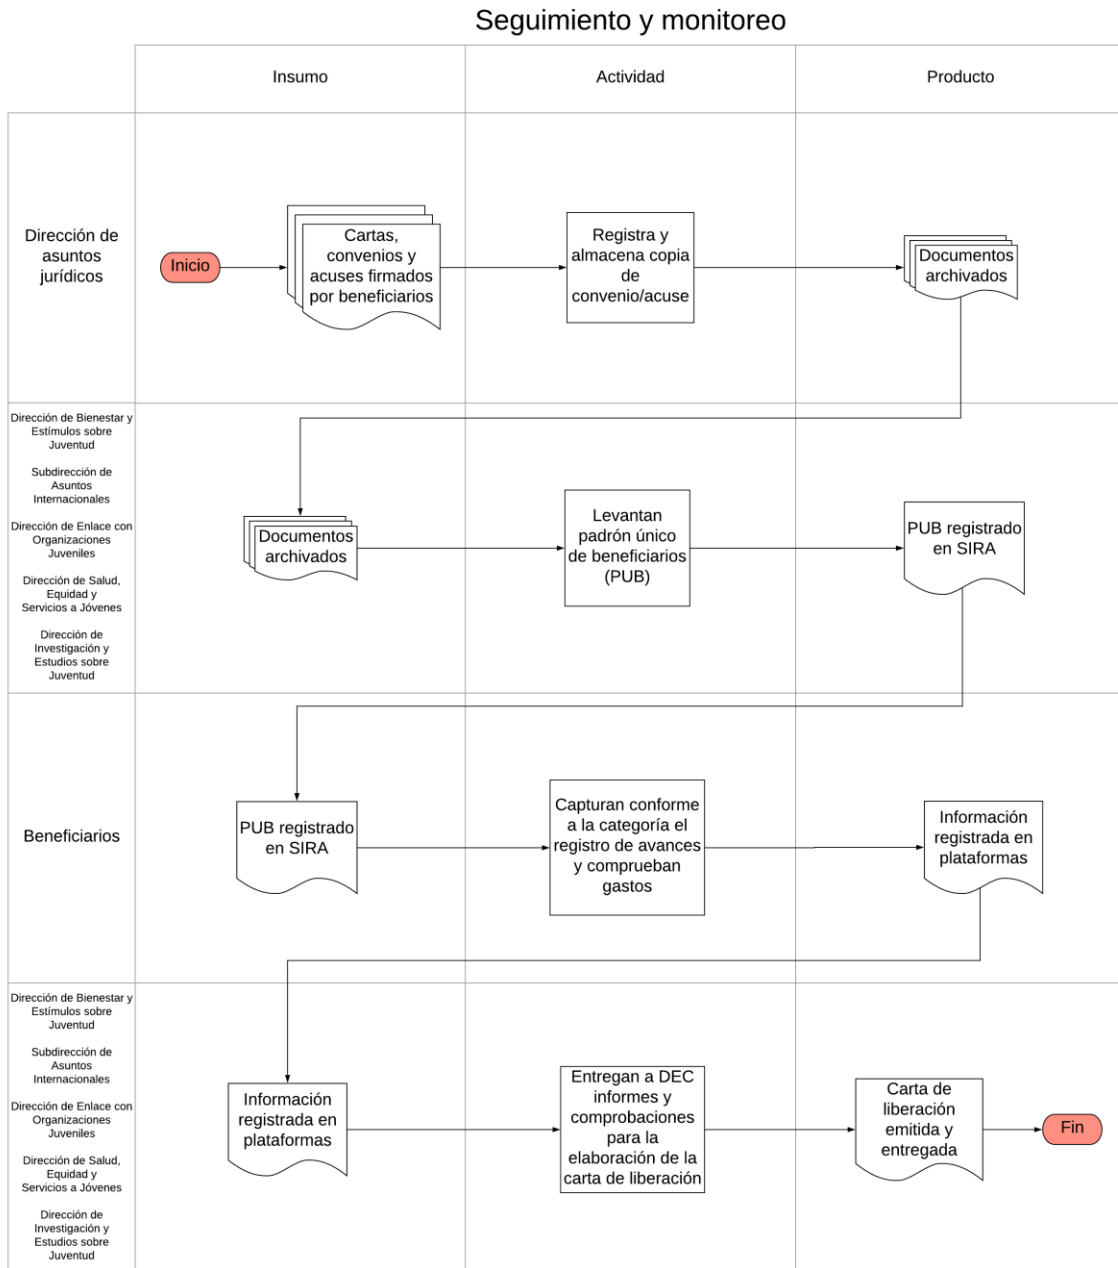 Seguimiento y monitoreo
Insumo
Actividad
Producto
Dirección de
asuntos
jurídicos
Inicio
Cartas,
convenios y
acuses firmados
por beneficiarios
Registra y
almacena copia
de
convenio/acuse
Documentos
archivados
Dirección de Bienestar y
Estímulos sobre
Juventud
Subdirección de
Asuntos
Internacionales
Dirección de Enlace con
Organizaciones
Juveniles
Dirección de Salud,
Equidad y
Servicios a Jóvenes
Dirección de
Investigación y
Estudios sobre
Juventud
Documentos
archivados
Levantan
padrón único
de beneficiarios
(PUB)
PUB registrado
en SIRA
Beneficiarios
PUB registrado
en SIRA
Capturan conforme
a la categoría el
registro de avances
y comprueban
gastos
Información
registrada en
plataformas
Dirección de Bienestar y
Estímulos sobre
Juventud
Subdirección de
Asuntos
Internacionales
Dirección de Enlace con
Organizaciones
Juveniles
Dirección de Salud,
Equidad y
Servicios a Jóvenes
Dirección de
Investigación y
Estudios sobre
Juventud
Información
registrada en
plataformas
Entregan a DEC
informes y
comprobaciones
para la
elaboración de la
carta de liberación
Carta de
liberación
emitida y
entregada
Fin